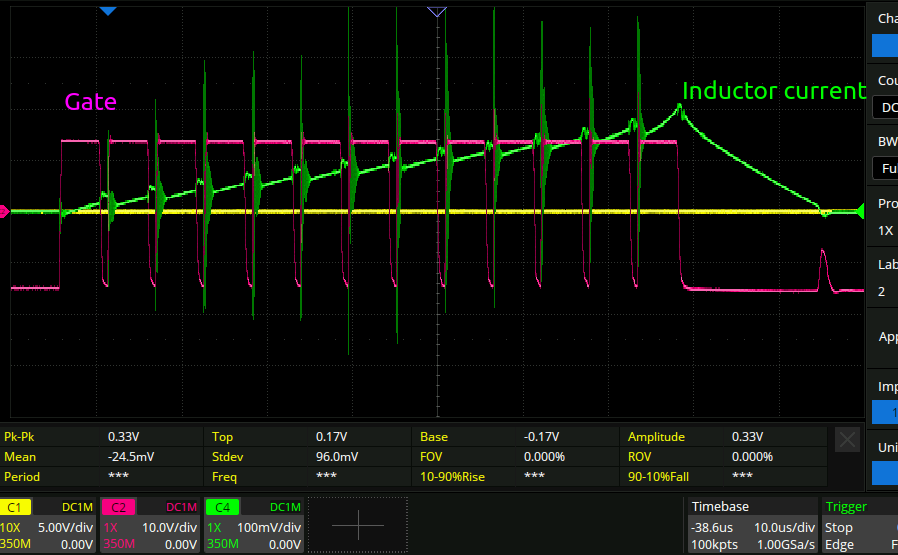 Cha
Gate
Inductor current
Cou
DC
BW
Ful
Pro
1X
Lab
2
App
Imp
1
Uni
Pk-Pk 0.33V Top 0.17V Base -0.17V Amplitude 0.33V
Mean -24.5mV Stdev 96.0mV FOV 0.000% ROV 0.000%
Period *** Freq *** 10-90%Rise *** 90-10%Fall ***
C1 DC1M C2 DC1M C4 DC1M Timebase Trigger
10X 5.00V/div 1X 10.0V/div 1X 100mV/div -38.6us 10.0us/div Stop
350M 0.00V 350M 0.00V 350M 0.00V 100kpts 1.00GSa/s Edge